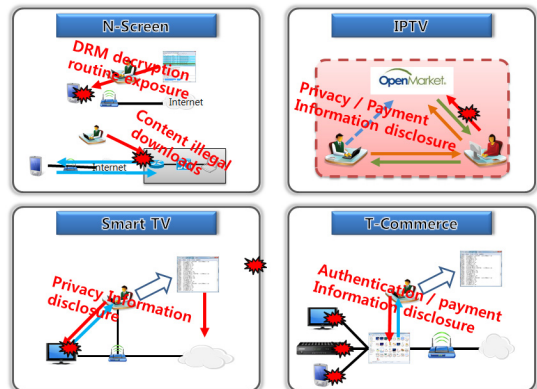 N-Screen
DRM decryption
routine exposure
Internet
Content illegal
downloads
Internet
IPTV
OpenMarket
Privacy / Payment
Information disclosure
Smart TV
Privacy Information
disclosure
T-Commerce
Authentication / payment
Information disclosure